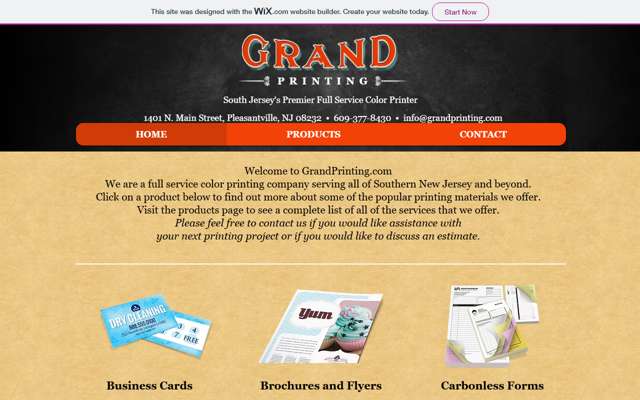 This site was designed with the WiX.com website builder. Create your website today. Start Now
GRAND
PRINTING
South Jersey's Premier Full Service Color Printer
1401 N. Main Street, Pleasantville, NJ 08232 • 609-377-8430 • info@grandprinting.com
HOME PRODUCTS CONTACT
Welcome to GrandPrinting.com
We are a full service color printing company serving all of Southern New Jersey and beyond.
Click on a product below to find out more about some of the popular printing materials we offer.
Visit the products page to see a complete list of all of the services that we offer.
Please feel free to contact us if you would like assistance with
your next printing project or if you would like to discuss an estimate.
DRY CLEANING
FREE
Yum
Business Cards Brochures and Flyers Carbonless Forms